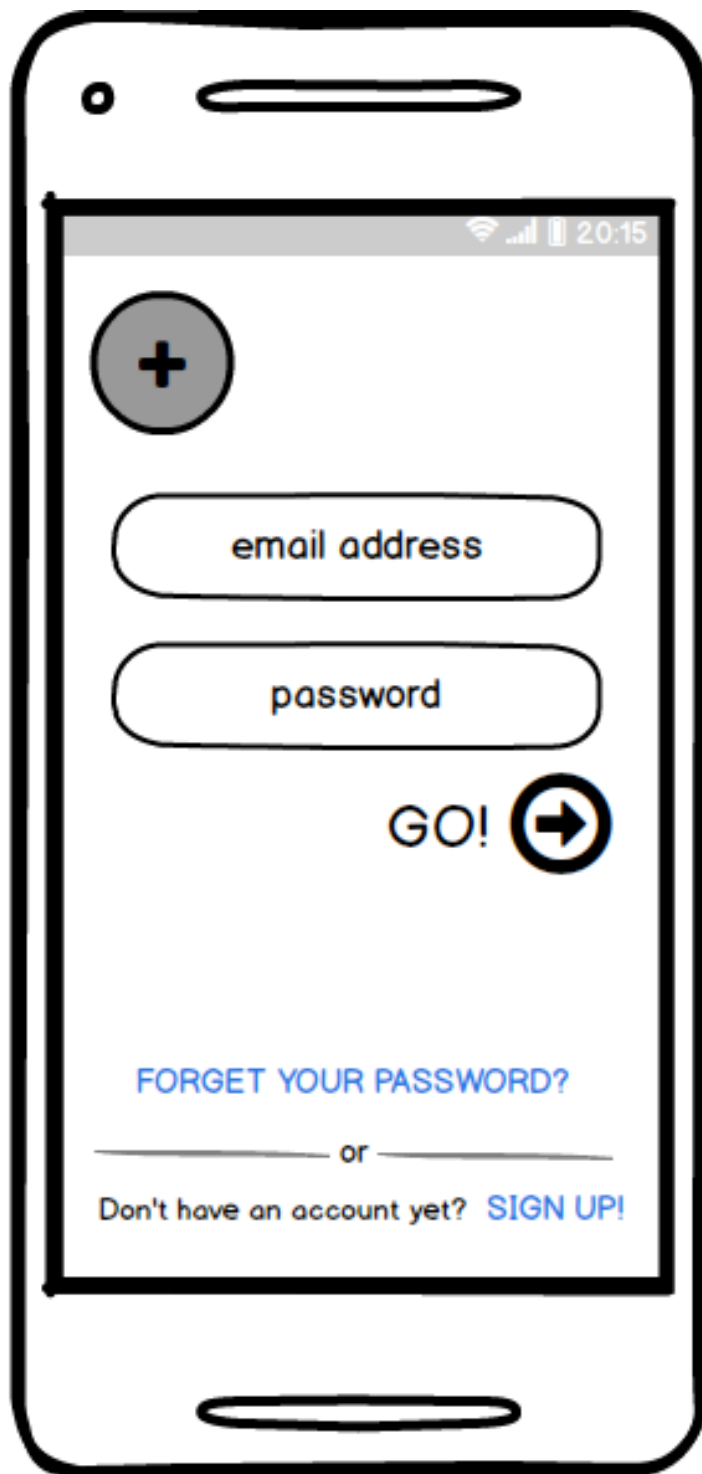 20:15
+
email address
password
GO!
FORGET YOUR PASSWORD?
or
Don't have an account yet? SIGN UP!